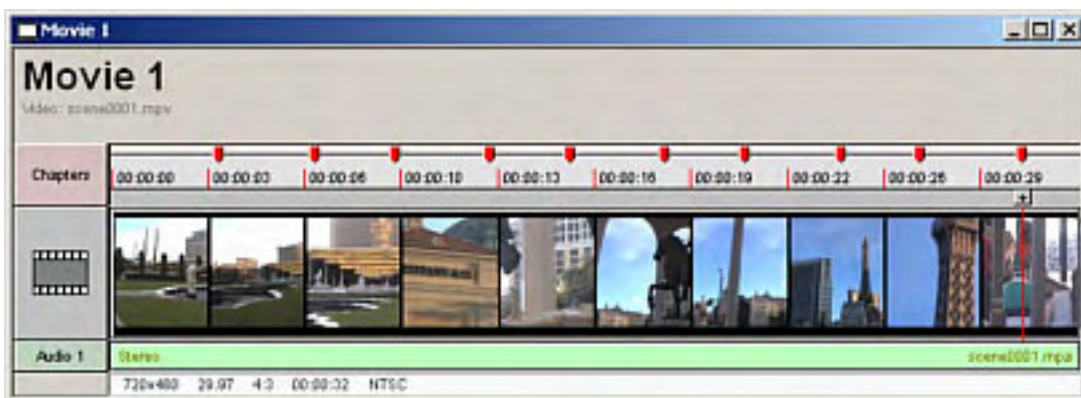 Movie 1
Movie 1
Video: scene0001.mpv
Chapters 00:00:00 00:00:03 00:00:06 00:00:10 00:00:13 00:00:16 00:00:19 00:00:22 00:00:26 00:00:29
Audio 1 Stereo scene0001.mpa
720x480 29.97 4:3 00:00:32 NTSC